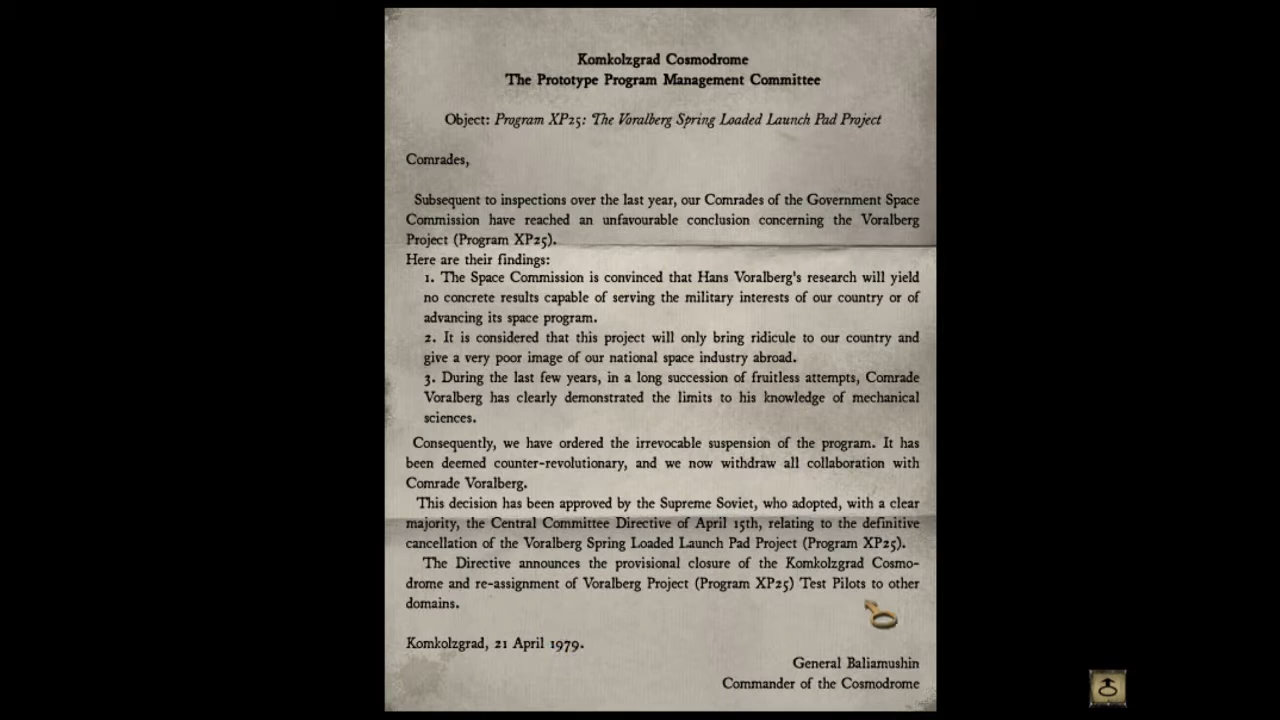 Komkolzgrad Cosmodrome
The Prototype Program Management Committee
Object: Program XP25: The Voralberg Spring Loaded Launch Pad Project
Comrades,
Subsequent to inspections over the last year, our Comrades of the Government Space
Commission have reached an unfavourable conclusion concerning the Voralberg
Project (Program XP25).
Here are their findings:
1. The Space Commission is convinced that Hans Voralberg's research will yield
no concrete results capable of serving the military interests of our country or of
advancing its space program.
2. It is considered that this project will only bring ridicule to our country and
give a very poor image of our national space industry abroad.
3. During the last few years, in a long succession of fruitless attempts, Comrade
Voralberg has clearly demonstrated the limits to his knowledge of mechanical
sciences.
Consequently, we have ordered the irrevocable suspension of the program. It has
been deemed counter-revolutionary, and we now withdraw all collaboration with
Comrade Voralberg.
This decision has been approved by the Supreme Soviet, who adopted, with a clear
majority, the Central Committee Directive of April 15th, relating to the definitive
cancellation of the Voralberg Spring Loaded Launch Pad Project (Program XP25).
The Directive announces the provisional closure of the Komkolzgrad Cosmo-
drome and re-assignment of Voralberg Project (Program XP25) Test Pilots to other
domains.
Komkolzgrad, 21 April 1979.
General Baliamushin
Commander of the Cosmodrome